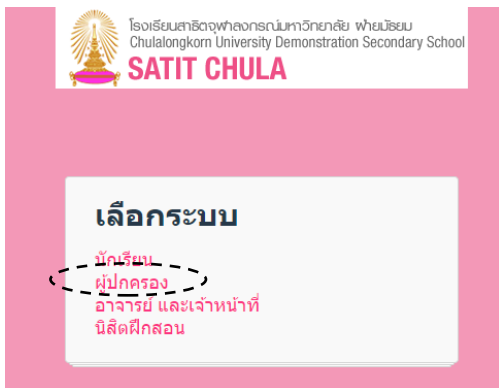 โรงเรียนสาธิตจุฬาลงกรณ์มหาวิทยาลัย ฝ่ายมัธยม
Chulalongkorn University Demonstration Secondary School
SATIT CHULA
เลือกระบบ
นักเรียน
ผู้ปกครอง
อาจารย์ และเจ้าหน้าที่
นิสิตฝึกสอน